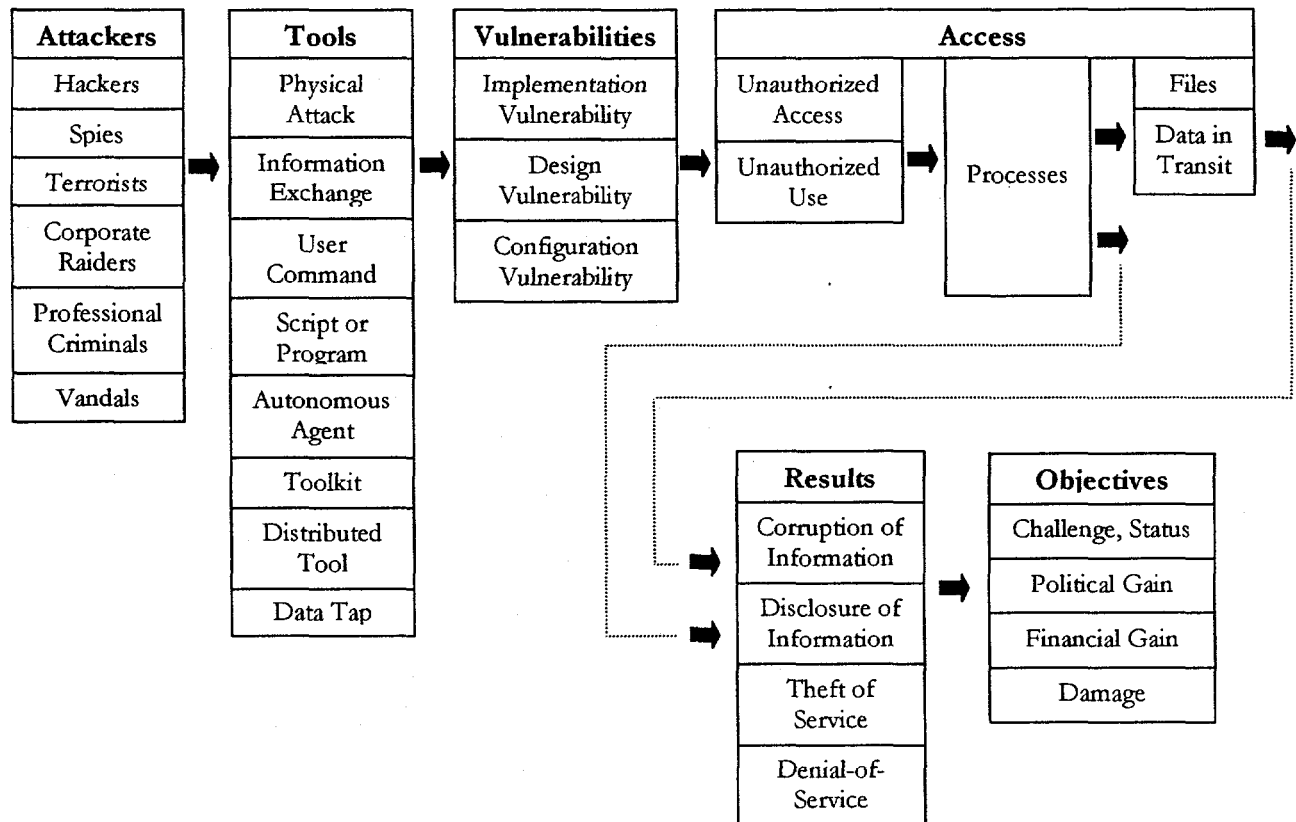 Attackers
Hackers
Spies
Terrorists
Corporate
Raiders
Professional
Criminals
Vandals
Tools
Physical
Attack
Information
Exchange
User
Command
Script or
Program
Autonomous
Agent
Toolkit
Distributed
Tool
Data Tap
Vulnerabilities
Implementation
Vulnerability
Design
Vulnerability
Configuration
Vulnerability
Access
Unauthorized
Access
Unauthorized
Use
Processes
Files
Data in
Transit
Results
Corruption of
Information
Disclosure of
Information
Theft of
Service
Denial-of-
Service
Objectives
Challenge, Status
Political Gain
Financial Gain
Damage